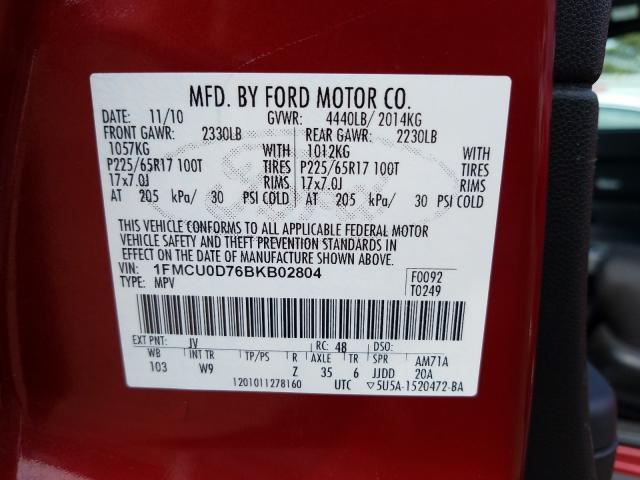 MFD. BY FORD MOTOR CO.
DATE: 11/10 GVWR: 4440LB/ 2014KG
FRONT GAWR: 2330LB REAR GAWR: 2230LB
1057KG WITH 1012KG WITH
P225/65R17 100T TIRES P225/65R17 100T TIRES
17x7.0J RIMS 17x7.0J RIMS
AT 205 kPa/ 30 PSI COLD AT 205 kPa/ 30 PSI COLD
THIS VEHICLE CONFORMS TO ALL APPLICABLE FEDERAL MOTOR
VEHICLE SAFETY AND THEFT PREVENTION STANDARDS IN
EFFECT ON THE DATE OF MANUFACTURE SHOWN ABOVE.
VIN: 1FMCU0D76BKB02804 F0092
TYPE: MPV T0249
EXT PNT: JV RC: 48 DSO:
WB INT TR TP/PS R AXLE TR SPR AM71A
103 W9 Z 35 6 JJDD 20A
1201011278160 UTC ▽5U5A-1520472-BA